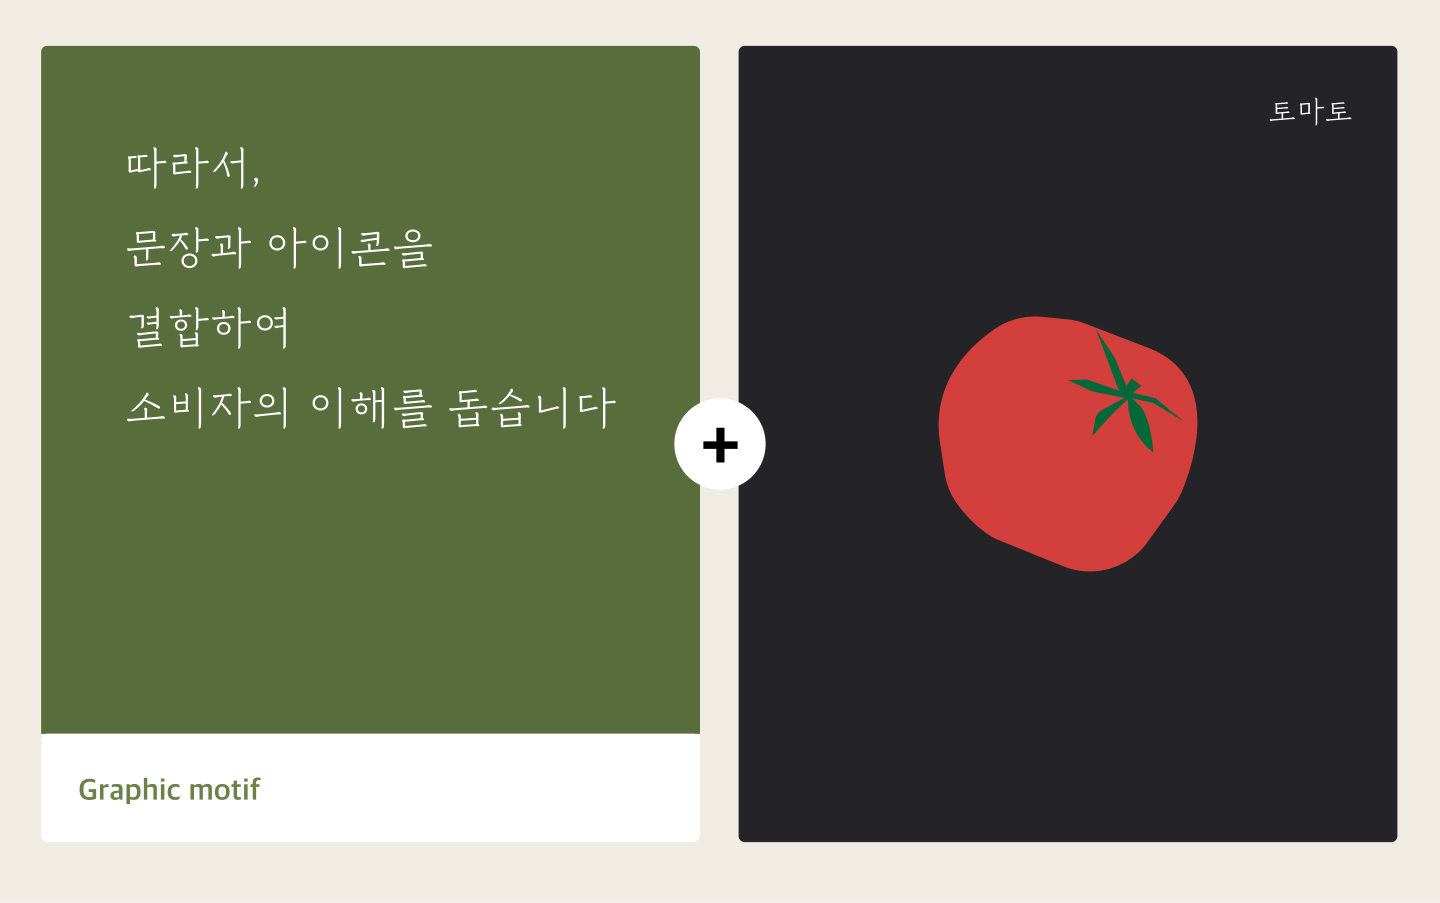 따라서,
문장과 아이콘을
결합하여
소비자의 이해를 돕습니다
Graphic motif
+
토마토